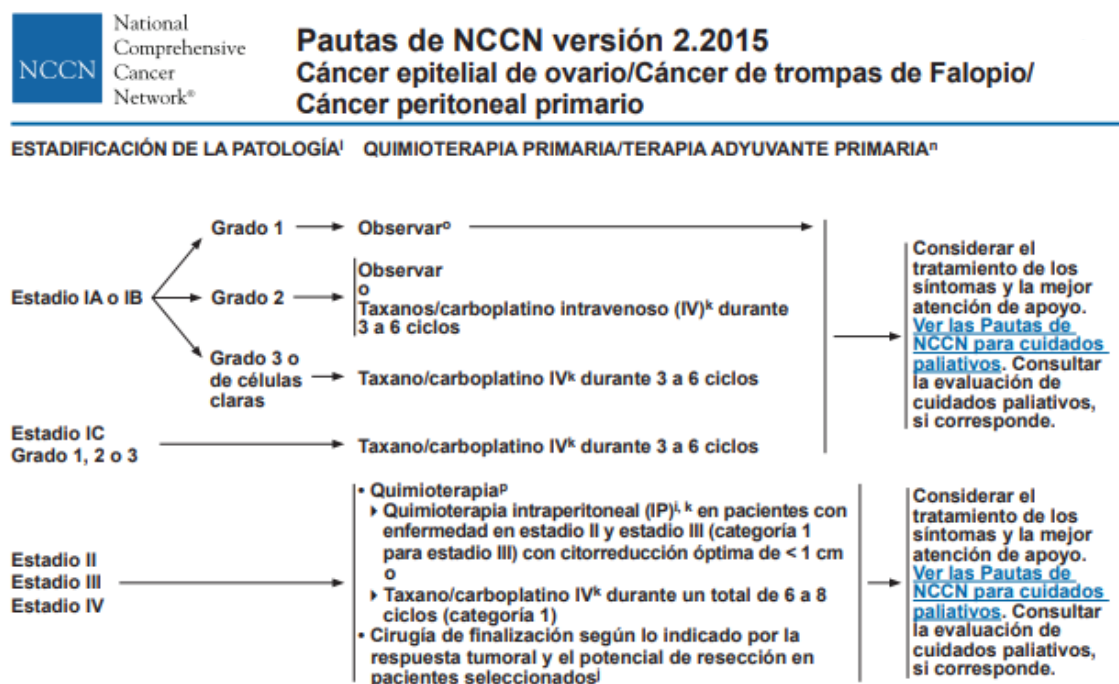 NCCN
National
Comprehensive
Cancer
Network®
Pautas de NCCN versión 2.2015
Cáncer epitelial de ovario/Cáncer de trompas de Falopio/
Cáncer peritoneal primario
ESTADIFICACIÓN DE LA PATOLOGÍAˡ QUIMIOTERAPIA PRIMARIA/TERAPIA ADYUVANTE PRIMARIAⁿ
Estadio IA o IB
Grado 1
Observarᵒ
Grado 2
Observar
o
Taxanos/carboplatino intravenoso (IV)ᵏ durante
3 a 6 ciclos
Grado 3 o
de células
claras
Taxano/carboplatino IVᵏ durante 3 a 6 ciclos
Estadio IC
Grado 1, 2 o 3
Taxano/carboplatino IVᵏ durante 3 a 6 ciclos
Considerar el
tratamiento de los
síntomas y la mejor
atención de apoyo.
Ver las Pautas de
NCCN para cuidados
paliativos. Consultar
la evaluación de
cuidados paliativos,
si corresponde.
Estadio II
Estadio III
Estadio IV
• Quimioterapiaᵖ
Quimioterapia intraperitoneal (IP)ʲ, ᵏ en pacientes con
enfermedad en estadio II y estadio III (categoría 1
para estadio III) con citorreducción óptima de < 1 cm
o
Taxano/carboplatino IVᵏ durante un total de 6 a 8
ciclos (categoría 1)
• Cirugía de finalización según lo indicado por la
respuesta tumoral y el potencial de resección en
pacientes seleccionadosʲ
Considerar el
tratamiento de los
síntomas y la mejor
atención de apoyo.
Ver las Pautas de
NCCN para cuidados
paliativos. Consultar
la evaluación de
cuidados paliativos,
si corresponde.